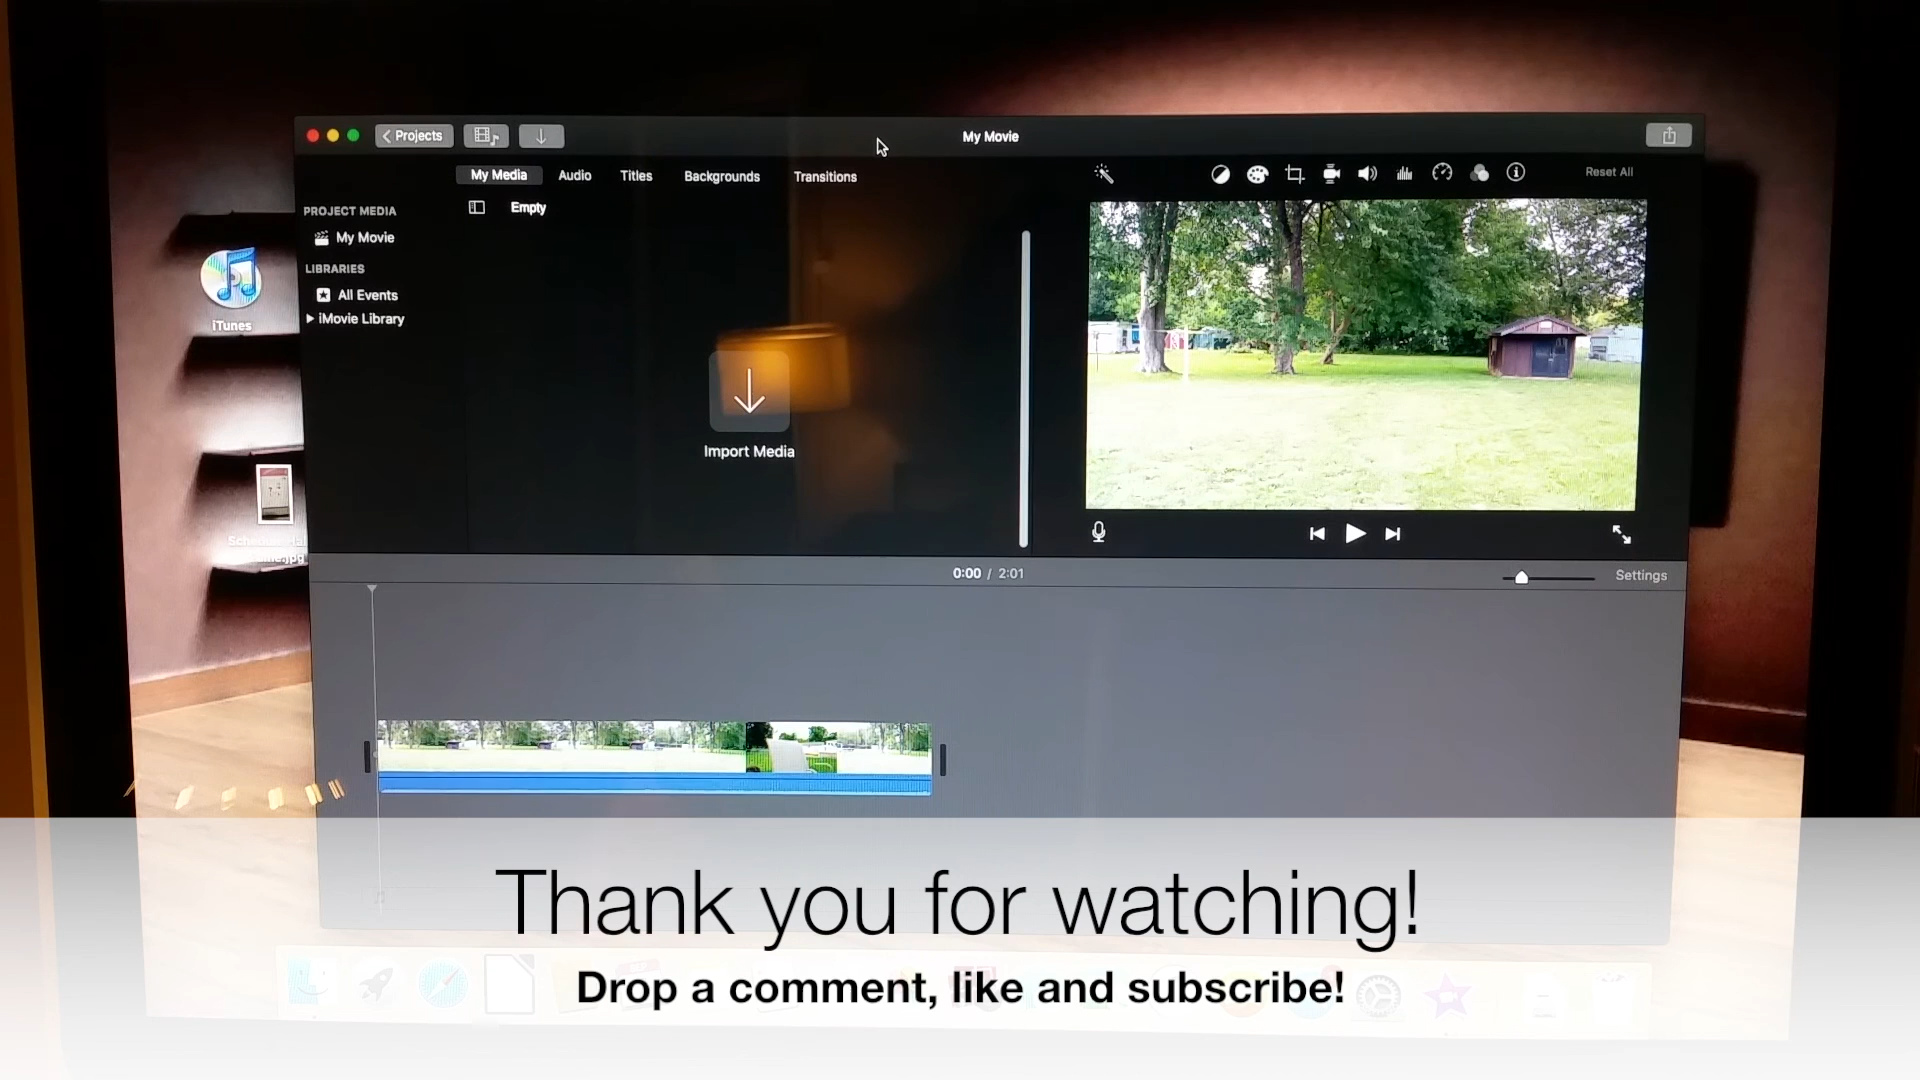 Projects
My Movie
My Media
Audio
Titles
Backgrounds
Transitions
Reset All
PROJECT MEDIA
My Movie
LIBRARIES
All Events
iMovie Library
Empty
Import Media
iTunes
0:00 / 2:01
Settings
Thank you for watching!
Drop a comment, like and subscribe!